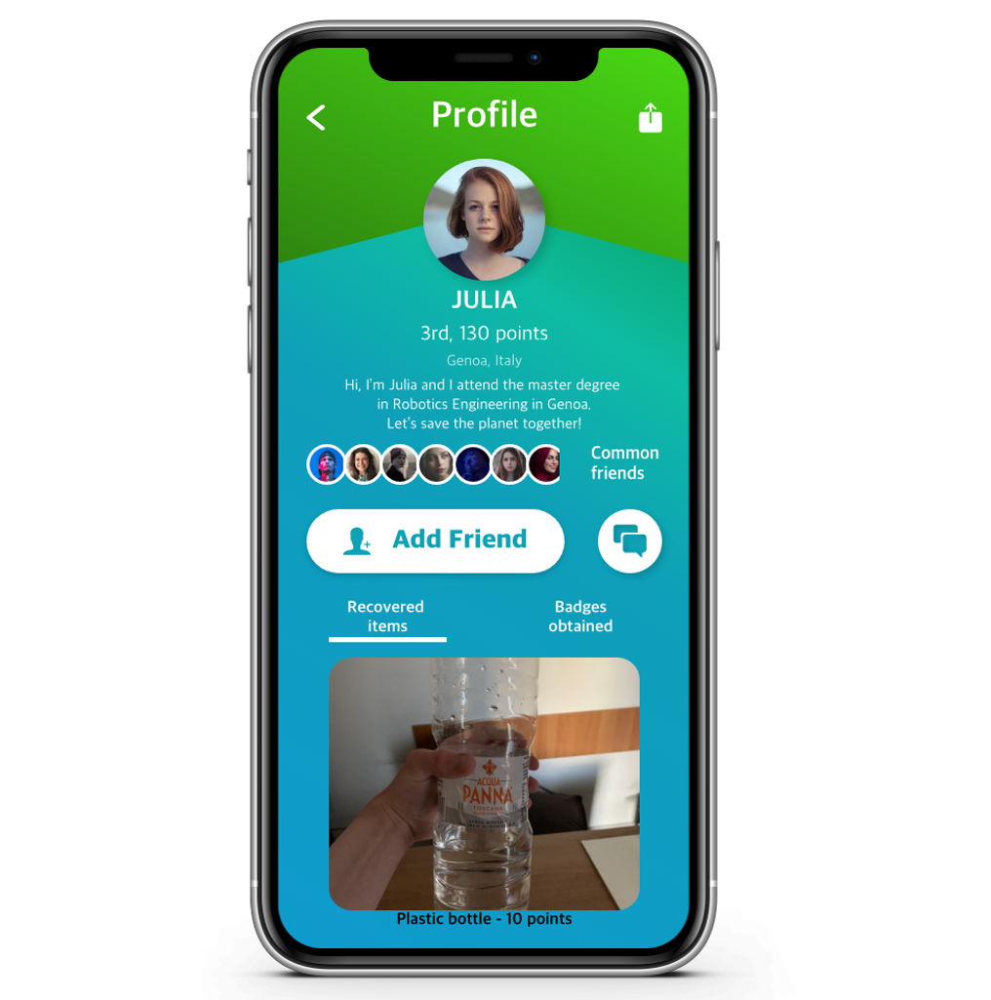 Profile
JULIA
3rd, 130 points
Genoa, Italy
Hi, I'm Julia and I attend the master degree
in Robotics Engineering in Genoa.
Let's save the planet together!
Common
friends
Add Friend
Recovered
items
Badges
obtained
ACQUA
PANNA
TOSCANA
Plastic bottle - 10 points